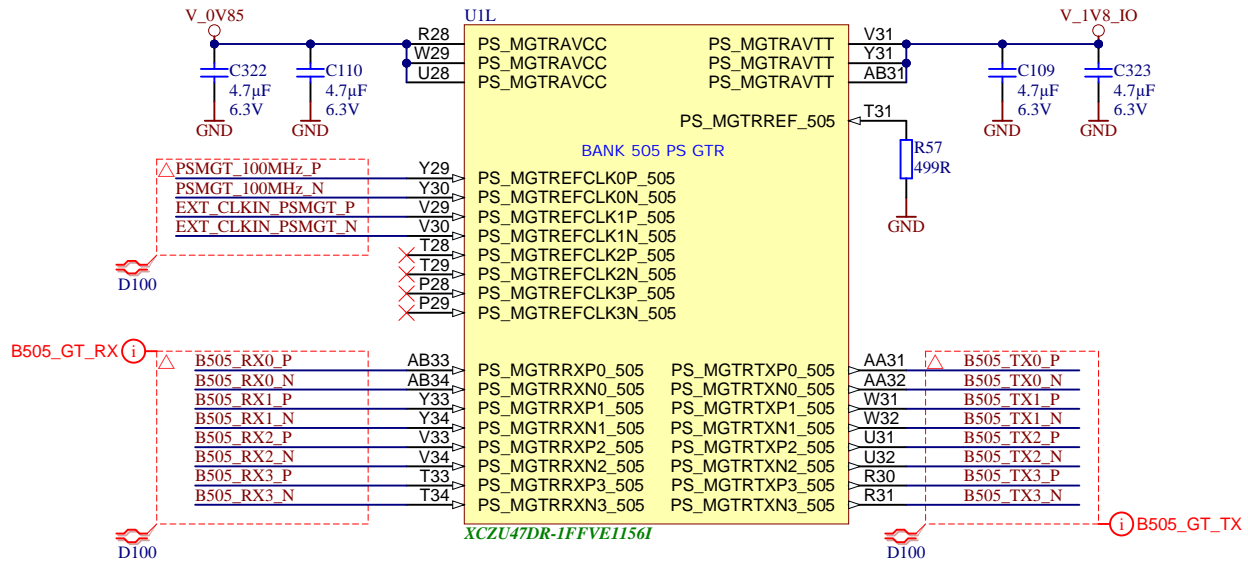 V_0V85 U1L V_1V8_IO
R28 PS_MGTRAVCC PS_MGTRAVTT V31
W29 PS_MGTRAVCC PS_MGTRAVTT Y31
U28 PS_MGTRAVCC PS_MGTRAVTT AB31
C322 C110 C109 C323
4.7µF 4.7µF 4.7µF 4.7µF
6.3V 6.3V 6.3V 6.3V
GND GND GND GND
PS_MGTRREF_505 T31
BANK 505 PS GTR
R57
499R
GND
PSMGT_100MHz_P Y29 PS_MGTREFCLK0P_505
PSMGT_100MHz_N Y30 PS_MGTREFCLK0N_505
EXT_CLKIN_PSMGT_P V29 PS_MGTREFCLK1P_505
EXT_CLKIN_PSMGT_N V30 PS_MGTREFCLK1N_505
T28 PS_MGTREFCLK2P_505
T29 PS_MGTREFCLK2N_505
P28 PS_MGTREFCLK3P_505
P29 PS_MGTREFCLK3N_505
D100
B505_GT_RX i
B505_RX0_P AB33 PS_MGTRRXP0_505 PS_MGTRTXP0_505 AA31 B505_TX0_P
B505_RX0_N AB34 PS_MGTRRXN0_505 PS_MGTRTXN0_505 AA32 B505_TX0_N
B505_RX1_P Y33 PS_MGTRRXP1_505 PS_MGTRTXP1_505 W31 B505_TX1_P
B505_RX1_N Y34 PS_MGTRRXN1_505 PS_MGTRTXN1_505 W32 B505_TX1_N
B505_RX2_P V33 PS_MGTRRXP2_505 PS_MGTRTXP2_505 U31 B505_TX2_P
B505_RX2_N V34 PS_MGTRRXN2_505 PS_MGTRTXN2_505 U32 B505_TX2_N
B505_RX3_P T33 PS_MGTRRXP3_505 PS_MGTRTXP3_505 R30 B505_TX3_P
B505_RX3_N T34 PS_MGTRRXN3_505 PS_MGTRTXN3_505 R31 B505_TX3_N
i B505_GT_TX
XCZU47DR-1FFVE1156I
D100 D100